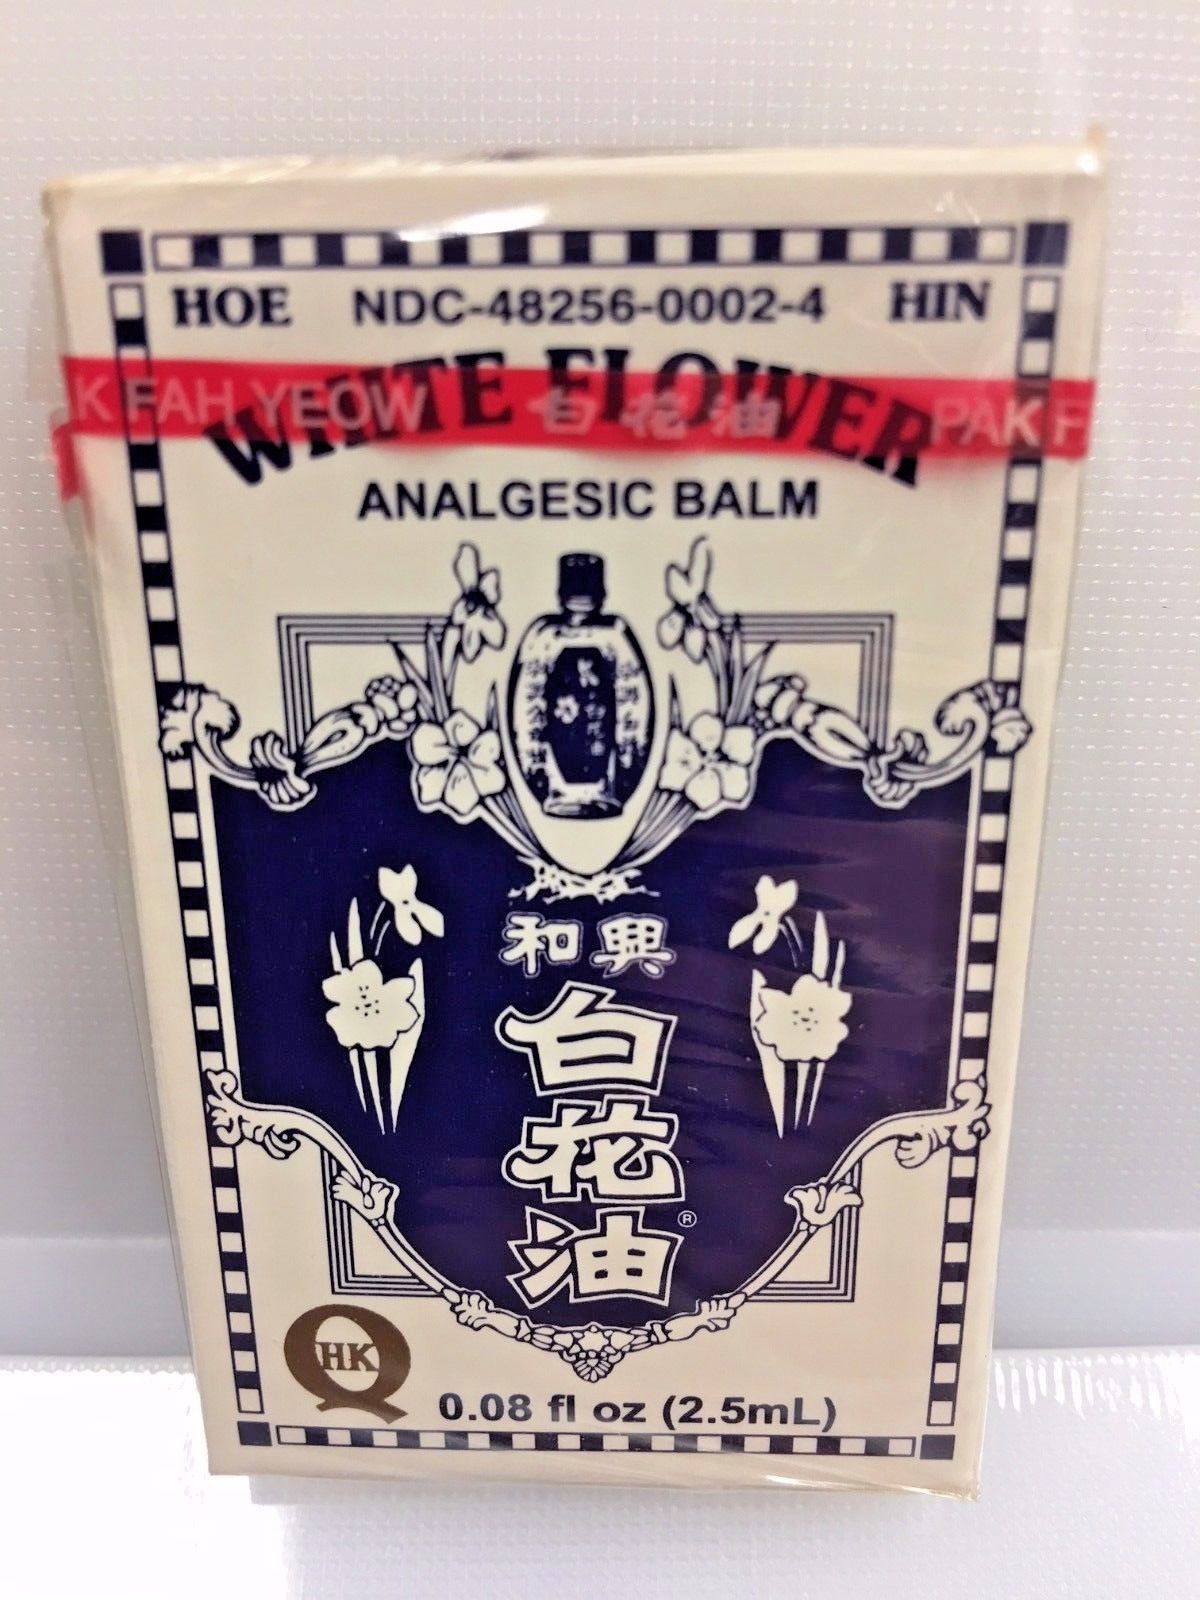 HOE NDC-48256-0002-4 HIN
WHITE FLOWER
K FAH YEOW 白花油 PAK F
ANALGESIC BALM
和興
白花油®
HK
0.08 fl oz (2.5mL)